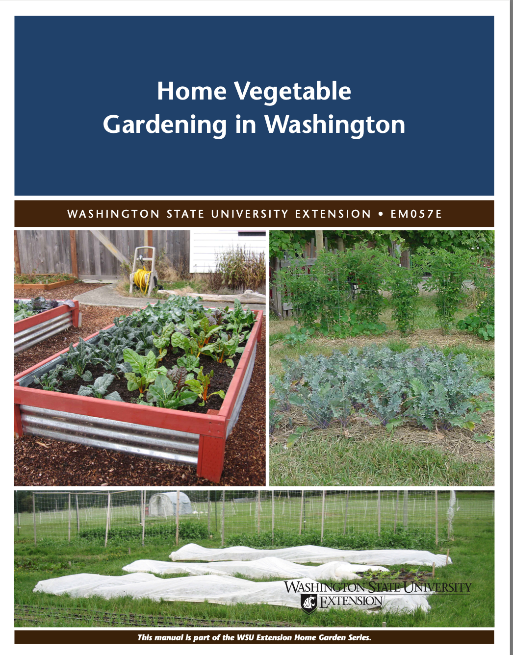 Home Vegetable
Gardening in Washington
WASHINGTON STATE UNIVERSITY EXTENSION • EM057E
WASHINGTON STATE UNIVERSITY
EXTENSION
This manual is part of the WSU Extension Home Garden Series.